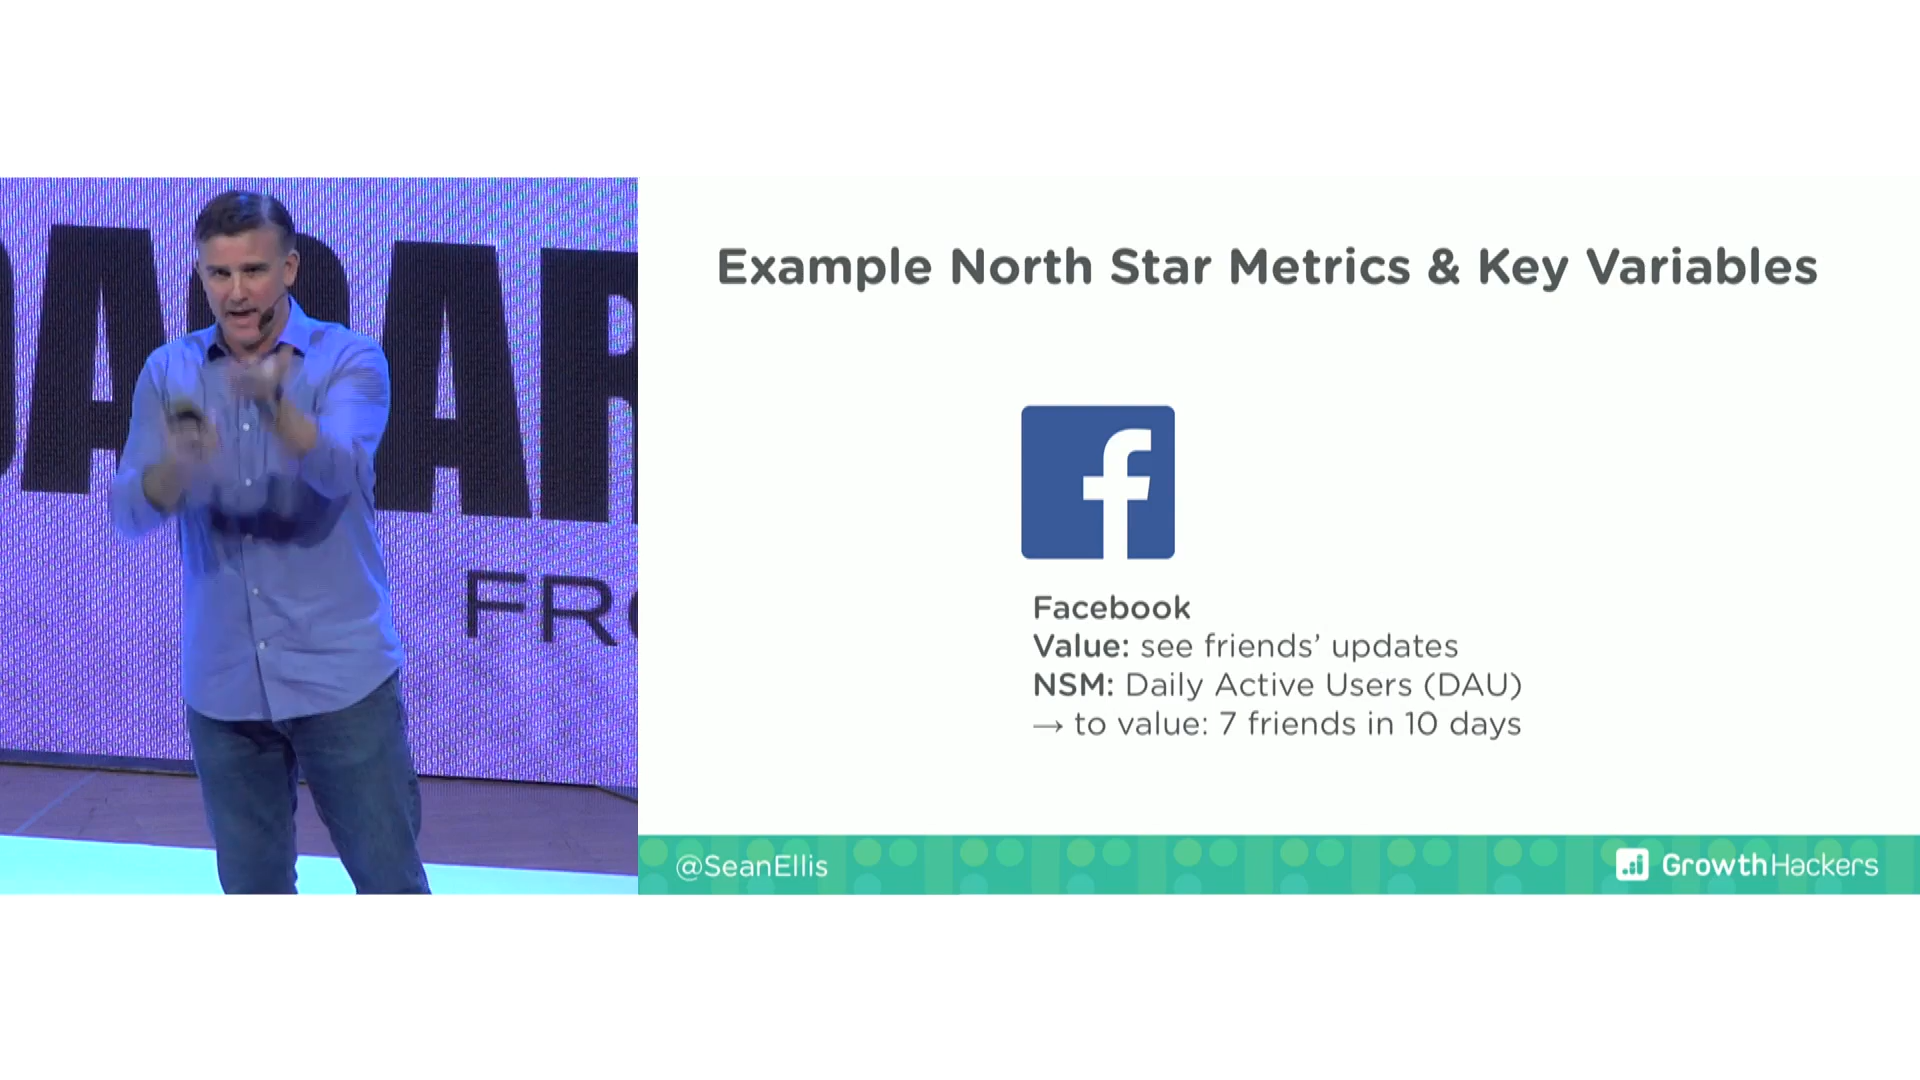 Example North Star Metrics & Key Variables
Facebook
Value: see friends’ updates
NSM: Daily Active Users (DAU)
→ to value: 7 friends in 10 days
@SeanEllis
GrowthHackers